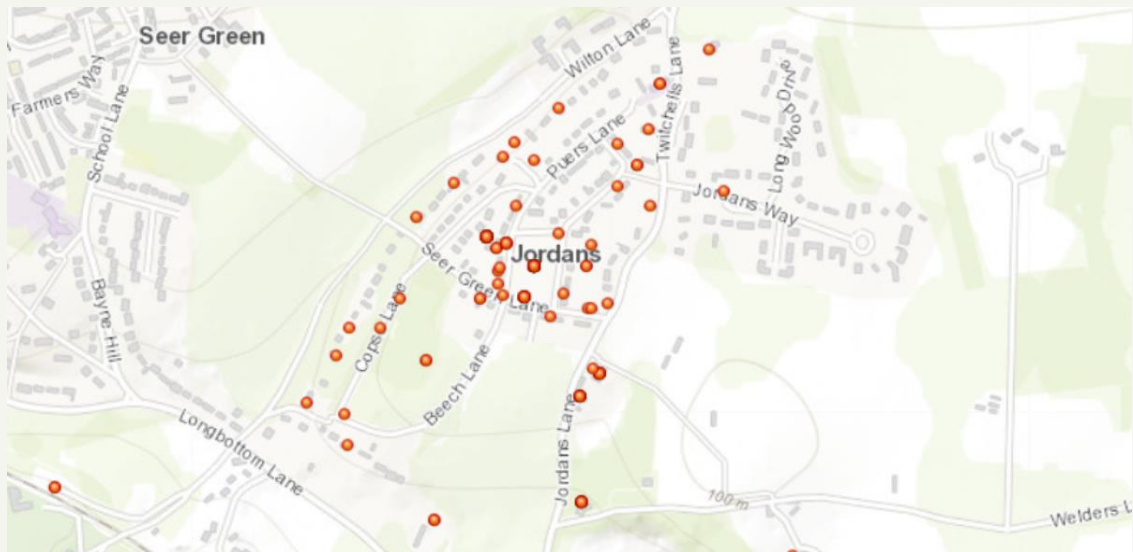 Seer Green
Wilton Lane
Farmers Way
School Lane
Twitchells Lane
Long Wood Drive
Puers Lane
Jordans Way
Jordans
Seer Green Lane
Bayne Hill
Copse Lane
Beech Lane
Longbottom Lane
Jordans Lane
100 m
Welders L